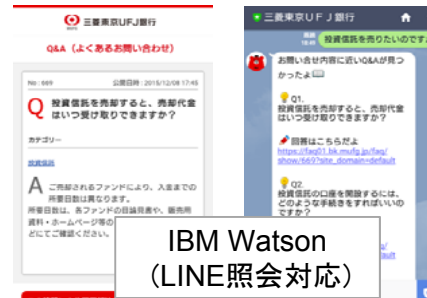 三菱東京UFJ銀行
Q&A（よくあるお問い合わせ）
No : 669
公開日時 : 2015/12/08 17:45
Q 投資信託を売却すると、売却代金
はいつ受け取りできますか？
カテゴリー
投資信託
A ご売却されるファンドにより、入金までの
所要日数は異なります。
所要日数は、各ファンドの目論見書や、販売用
資料・ホームページ等の
どにてご確認ください。
三菱東京ＵＦＪ銀行
投資信託を売りたいのです
お問い合せ内容に近いQ&Aが見つ
かったよ
Q1.
投資信託を売却すると、売却代金
はいつ受け取りできますか？
回答はこちらだよ
https://faq01.bk.mufg.jp/faq/
show/669?site_domain=default
Q2.
投資信託の口座を開設するには、
どのような手続きをすればいいの
ですか？
IBM Watson
（LINE照会対応）